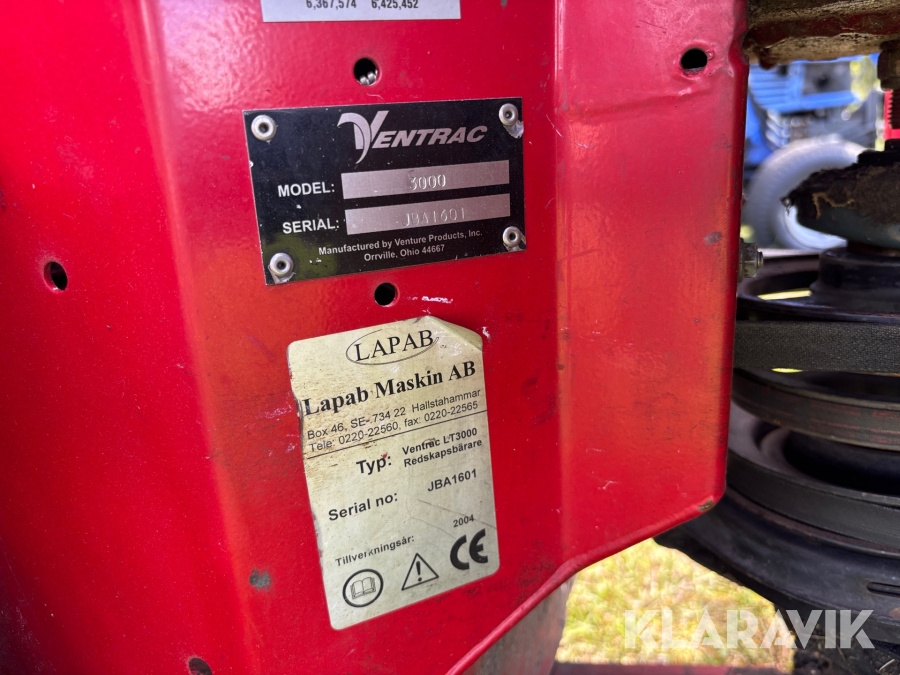 6,367,574 6,425,452
VENTRAC
MODEL: 3000
SERIAL: JBA1601
Manufactured by Venture Products, Inc.
Orrville, Ohio 44667
LAPAB
Lapab Maskin AB
Box 46, SE- 734 22 Hallstahammar
Tele: 0220-22560, fax: 0220-22565
Typ: Ventrac LT3000
Redskapsbärare
Serial no: JBA1601
Tillverkningsår: 2004
CE
KLARAVIK